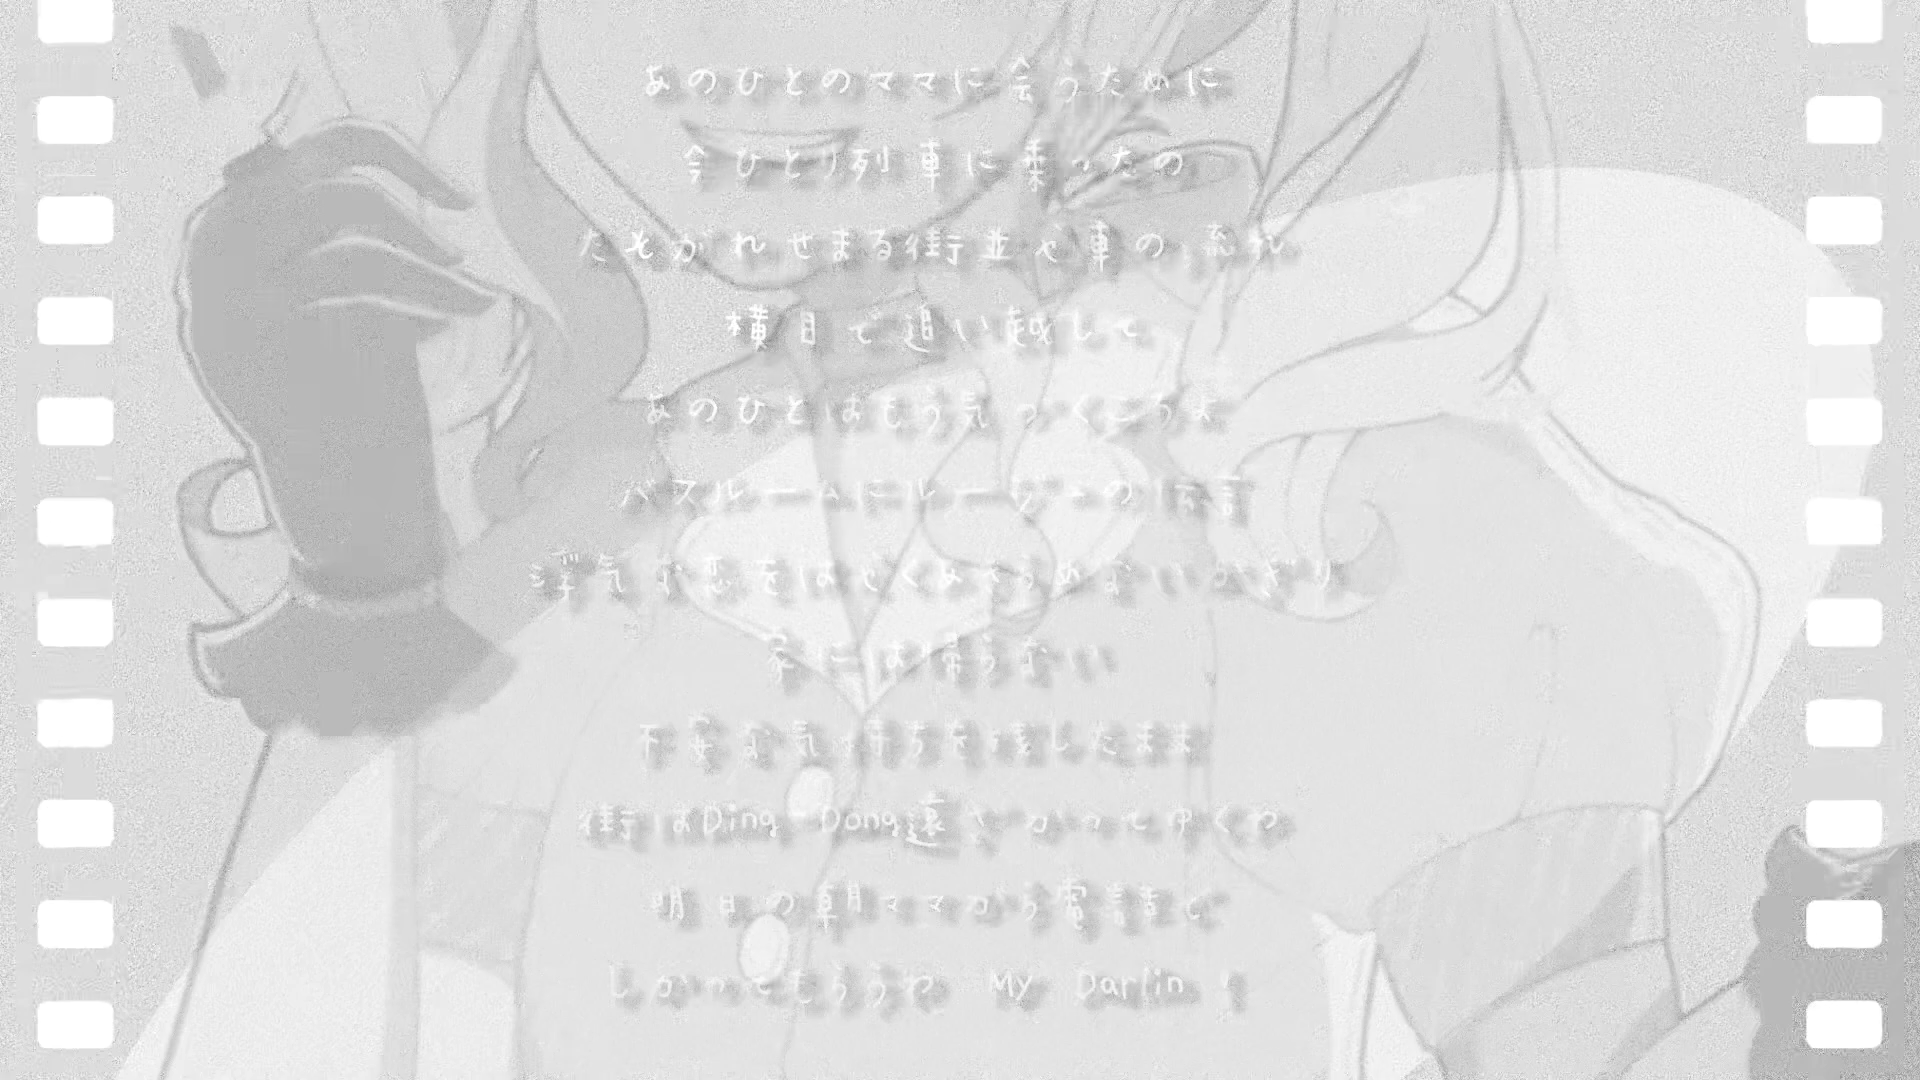 あのひとのママに会うために
今ひとり列車に乗ったの
たそがれせまる街並や車の流れ
横目で追い越して
あのひとはもう気づくころよ
バスルームにルージュの伝言
浮気な恋をはやくあきらめないかぎり
家には帰らない
不安な気持ちを残したまま
街はDing-Dong遠ざかってゆくわ
明日の朝ママから電話で
しかってもらうわ My Darlin！